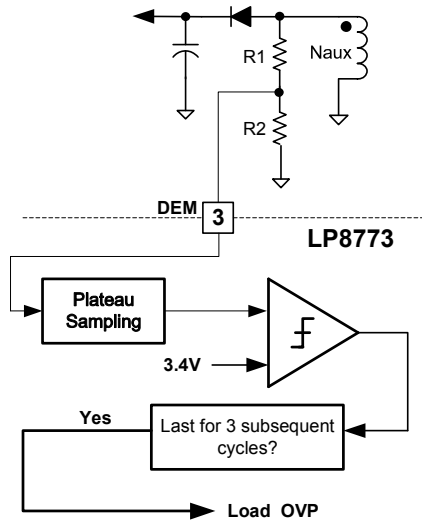 R1
Naux
R2
DEM
3
LP8773
Plateau
Sampling
3.4V
Last for 3 subsequent
cycles?
Yes
Load OVP